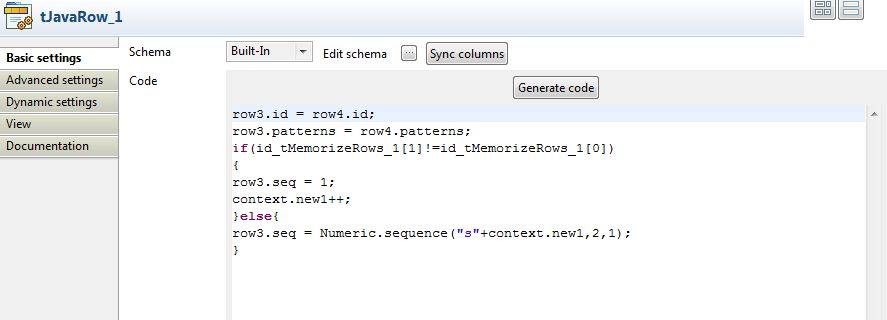 tJavaRow_1
Basic settings
Advanced settings
Dynamic settings
View
Documentation
Schema
Built-In
Edit schema
...
Sync columns
Code
Generate code
row3.id = row4.id;
row3.patterns = row4.patterns;
if(id_tMemorizeRows_1[1]!=id_tMemorizeRows_1[0])
{
row3.seq = 1;
context.new1++;
}else{
row3.seq = Numeric.sequence("s"+context.new1,2,1);
}